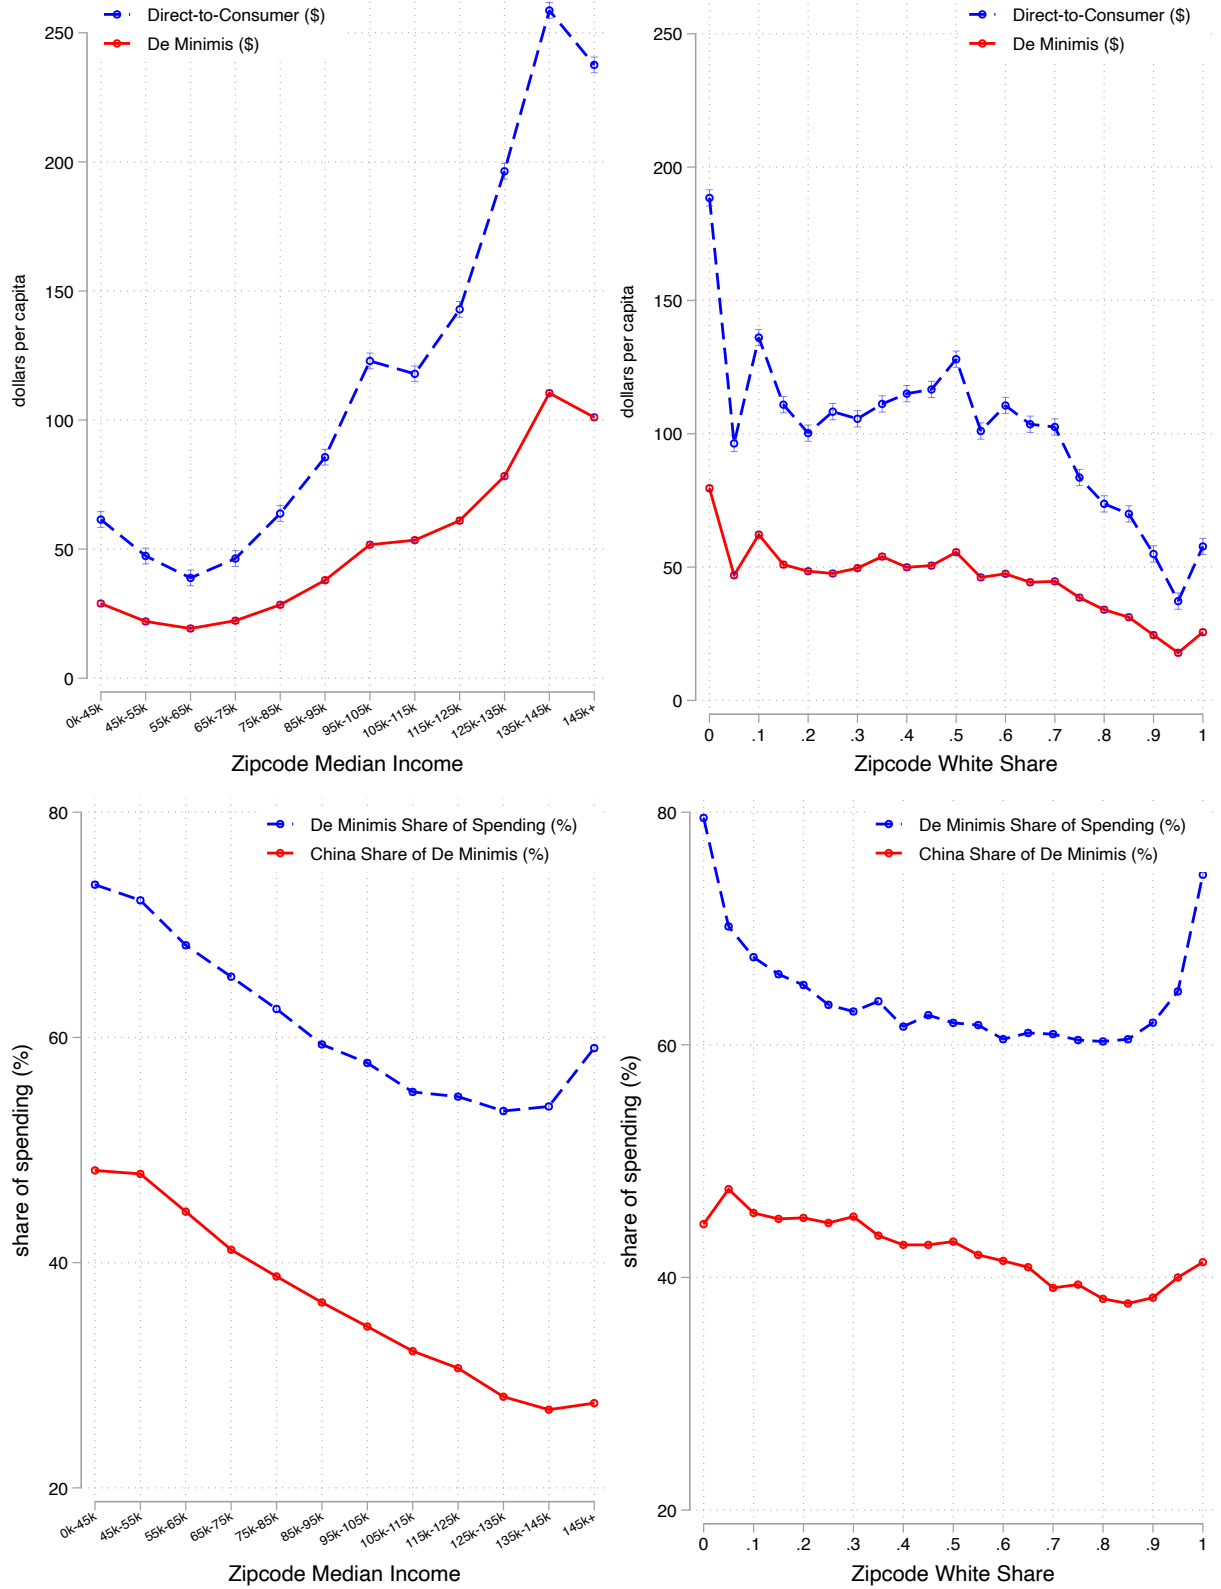 Direct-to-Consumer ($)
De Minimis ($)
250
200
150
100
50
0
dollars per capita
0k-45k
45k-55k
55k-65k
65k-75k
75k-85k
85k-95k
95k-105k
105k-115k
115k-125k
125k-135k
135k-145k
145k+
Zipcode Median Income
Direct-to-Consumer ($)
De Minimis ($)
250
200
150
100
50
0
dollars per capita
0 .1 .2 .3 .4 .5 .6 .7 .8 .9 1
Zipcode White Share
De Minimis Share of Spending (%)
China Share of De Minimis (%)
80
60
40
20
share of spending (%)
0k-45k
45k-55k
55k-65k
65k-75k
75k-85k
85k-95k
95k-105k
105k-115k
115k-125k
125k-135k
135k-145k
145k+
Zipcode Median Income
De Minimis Share of Spending (%)
China Share of De Minimis (%)
80
60
40
20
share of spending (%)
0 .1 .2 .3 .4 .5 .6 .7 .8 .9 1
Zipcode White Share